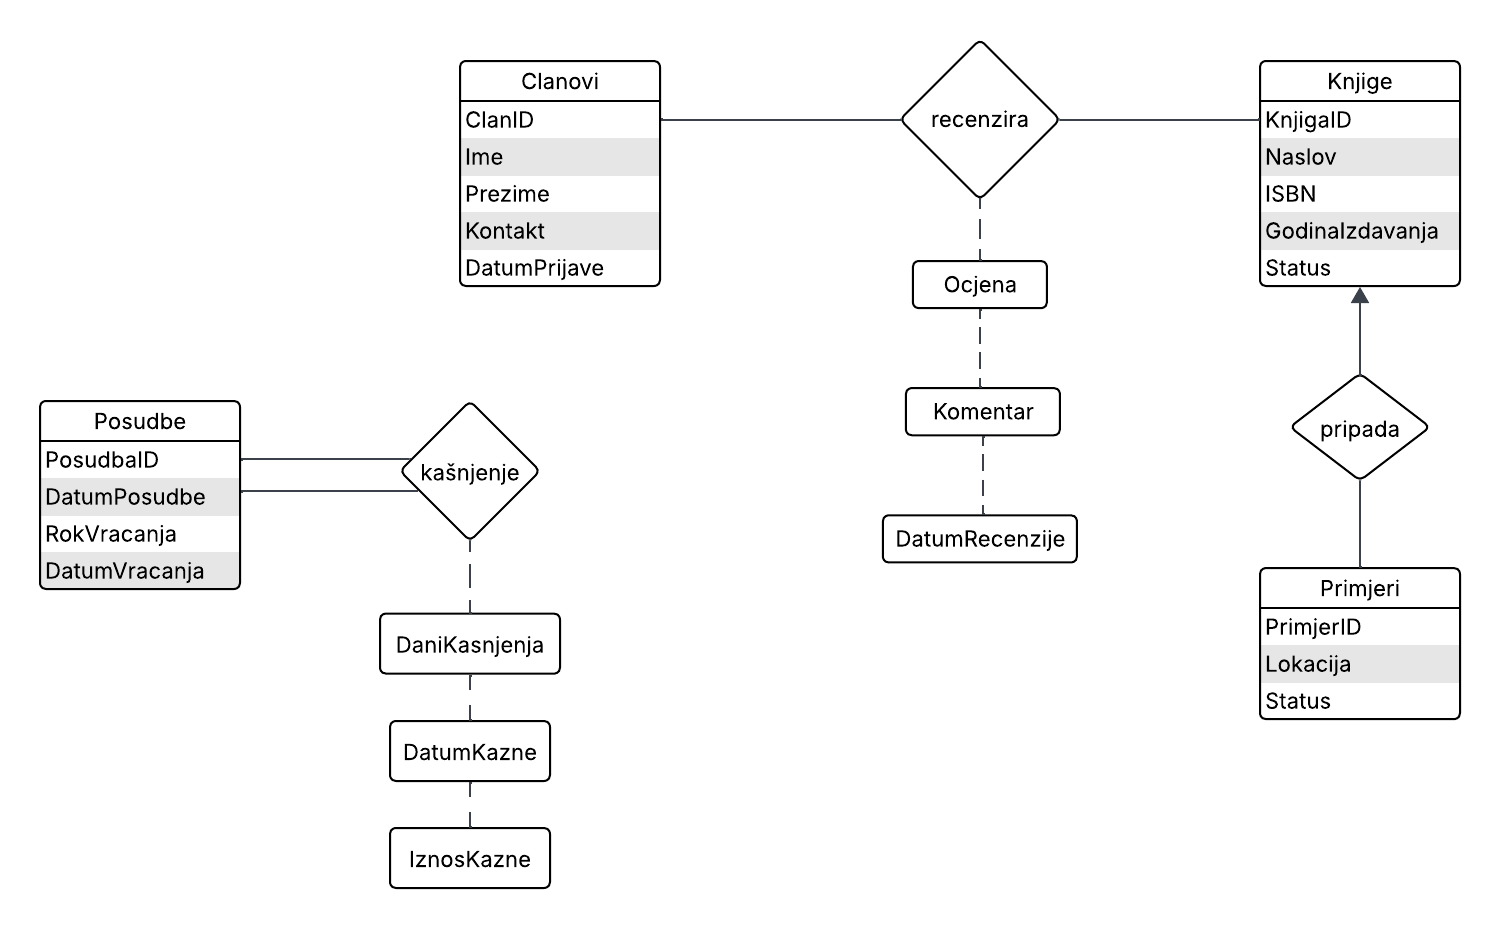 Clanovi
ClanID
Ime
Prezime
Kontakt
DatumPrijave
recenzira
Ocjena
Komentar
DatumRecenzije
Knjige
KnjigaID
Naslov
ISBN
GodinaIzdavanja
Status
pripada
Primjeri
PrimjerID
Lokacija
Status
Posudbe
PosudbaID
DatumPosudbe
RokVracanja
DatumVracanja
kašnjenje
DaniKasnjenja
DatumKazne
IznosKazne